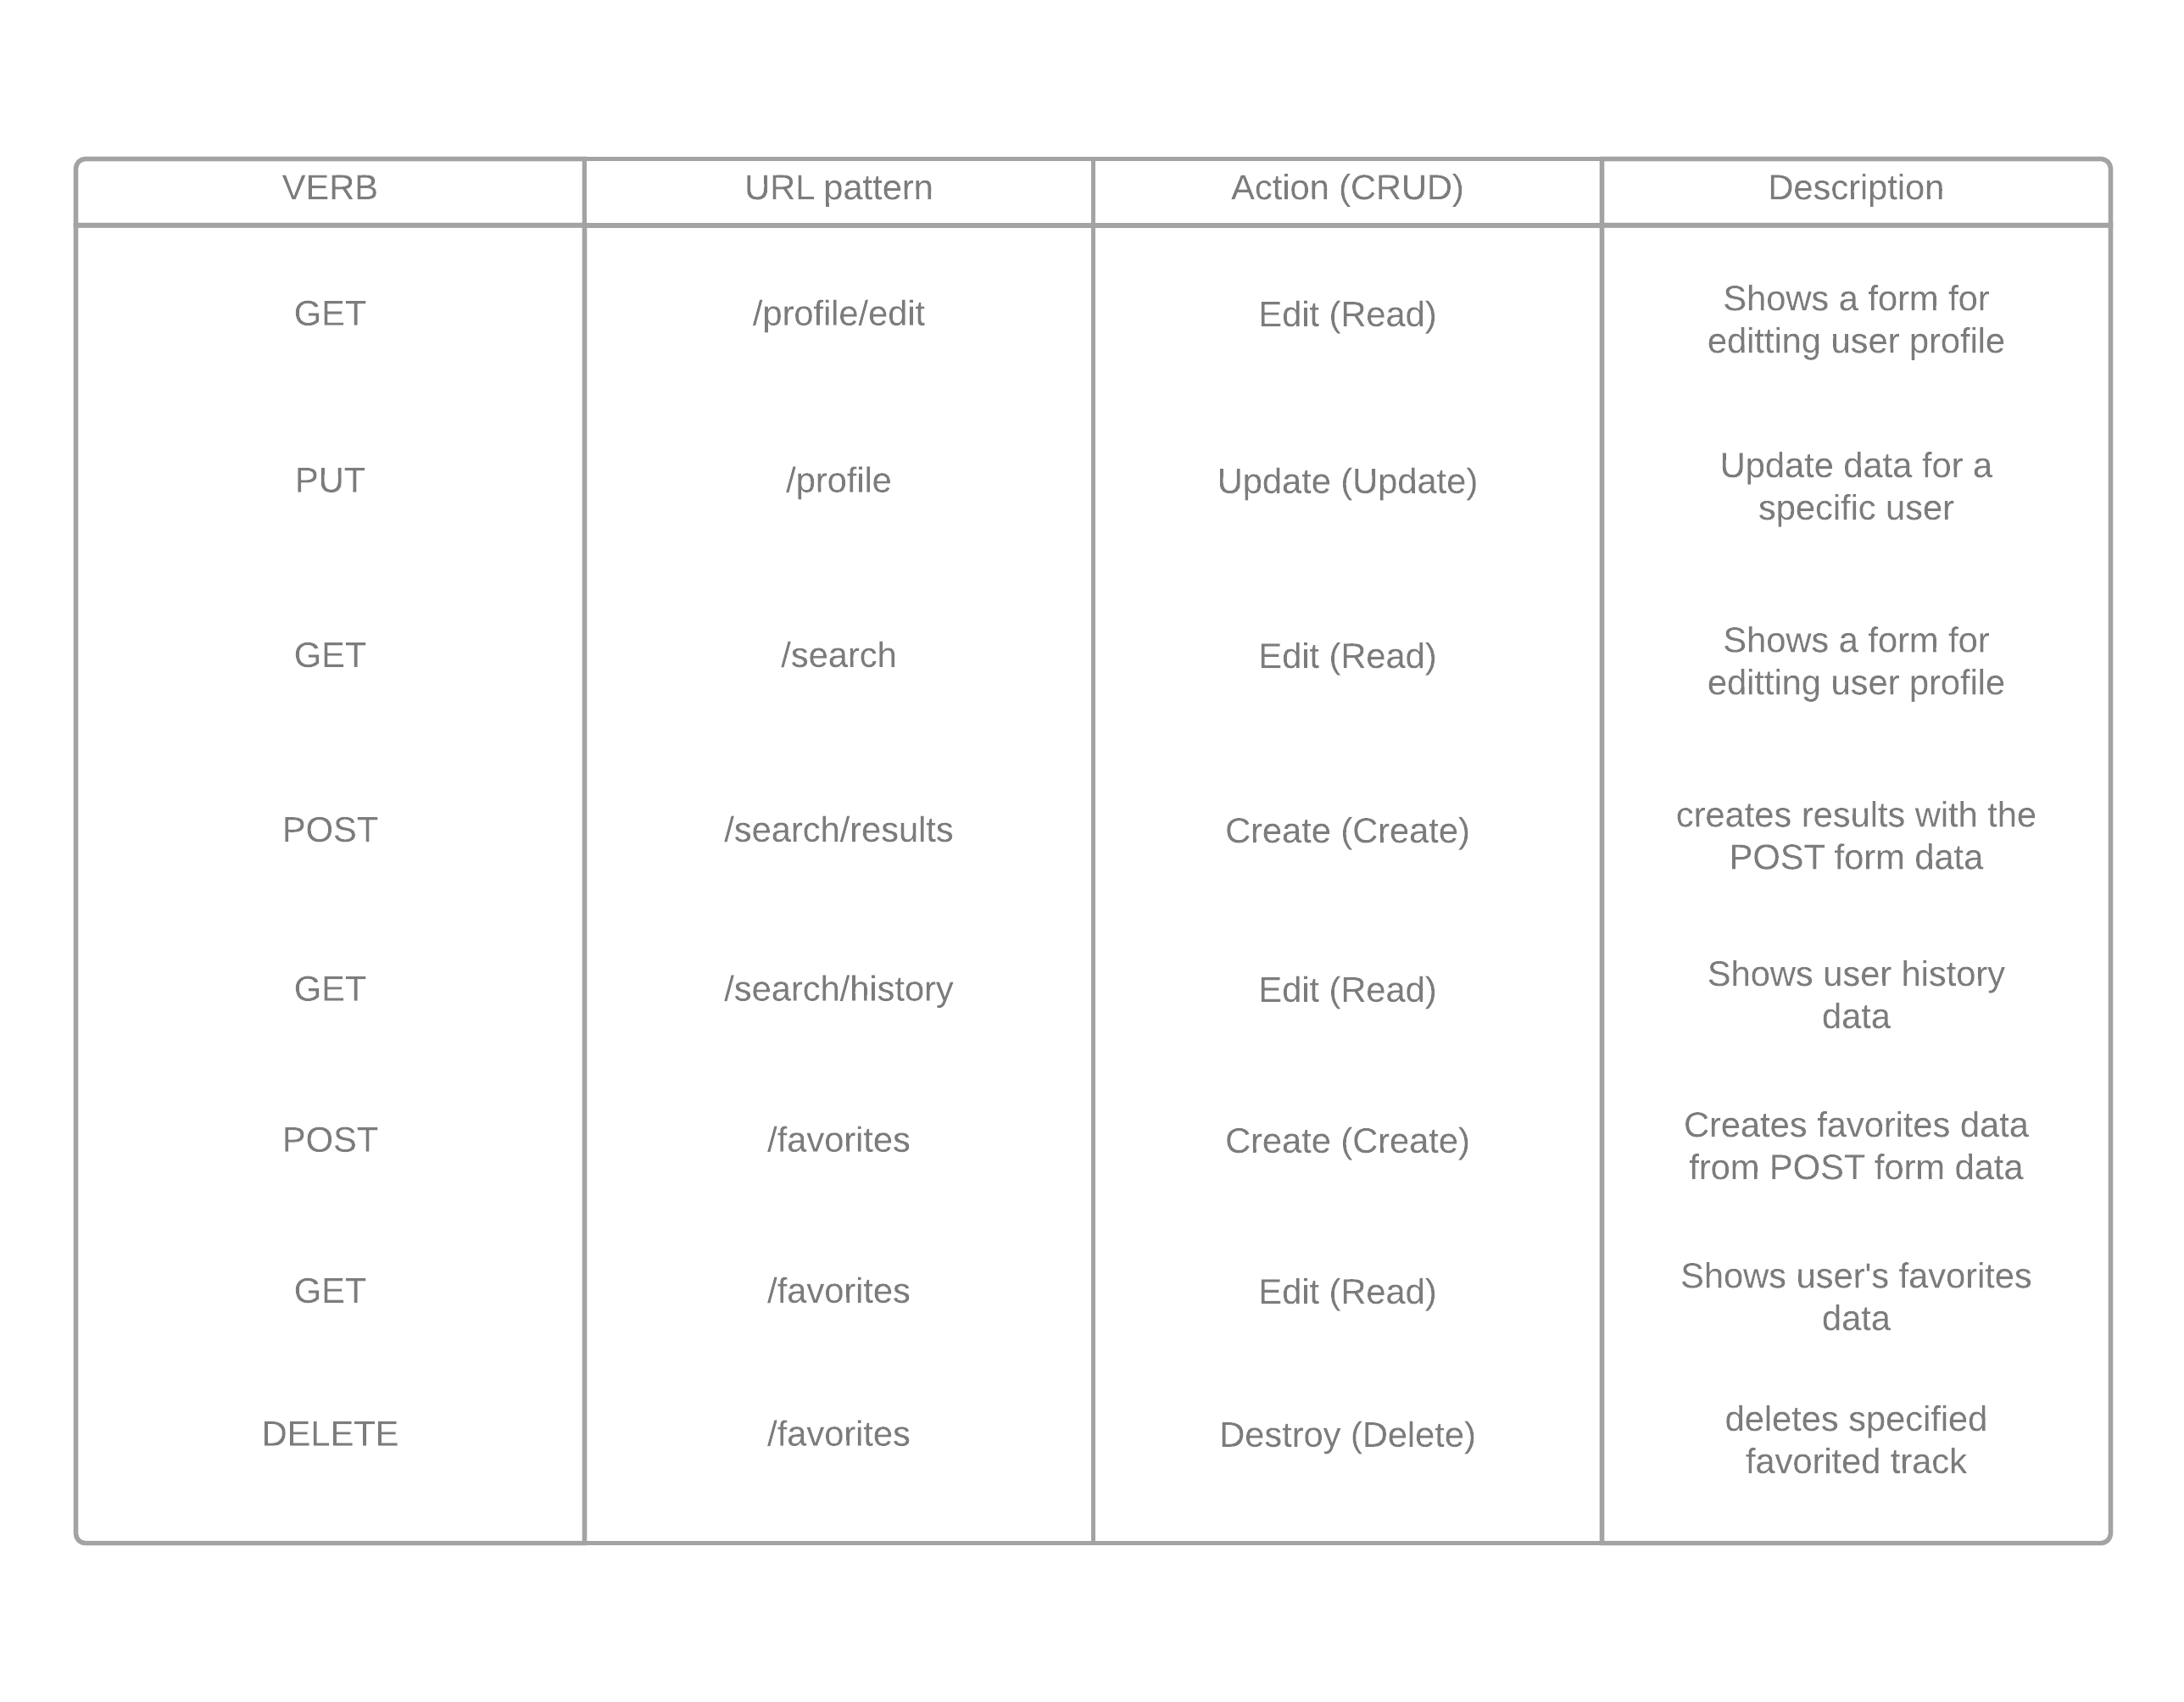 VERB URL pattern Action (CRUD) Description
GET /profile/edit Edit (Read) Shows a form for
editting user profile
PUT /profile Update (Update) Update data for a
specific user
GET /search Edit (Read) Shows a form for
editting user profile
POST /search/results Create (Create) creates results with the
POST form data
GET /search/history Edit (Read) Shows user history
data
POST /favorites Create (Create) Creates favorites data
from POST form data
GET /favorites Edit (Read) Shows user's favorites
data
DELETE /favorites Destroy (Delete) deletes specified
favorited track